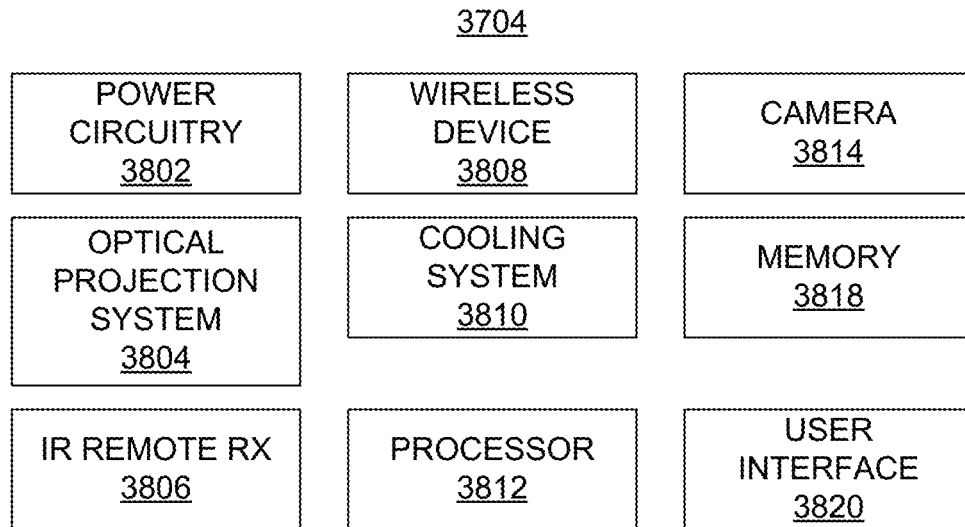 3704
POWER
CIRCUITRY
3802
WIRELESS
DEVICE
3808
CAMERA
3814
OPTICAL
PROJECTION
SYSTEM
3804
COOLING
SYSTEM
3810
MEMORY
3818
IR REMOTE RX
3806
PROCESSOR
3812
USER
INTERFACE
3820